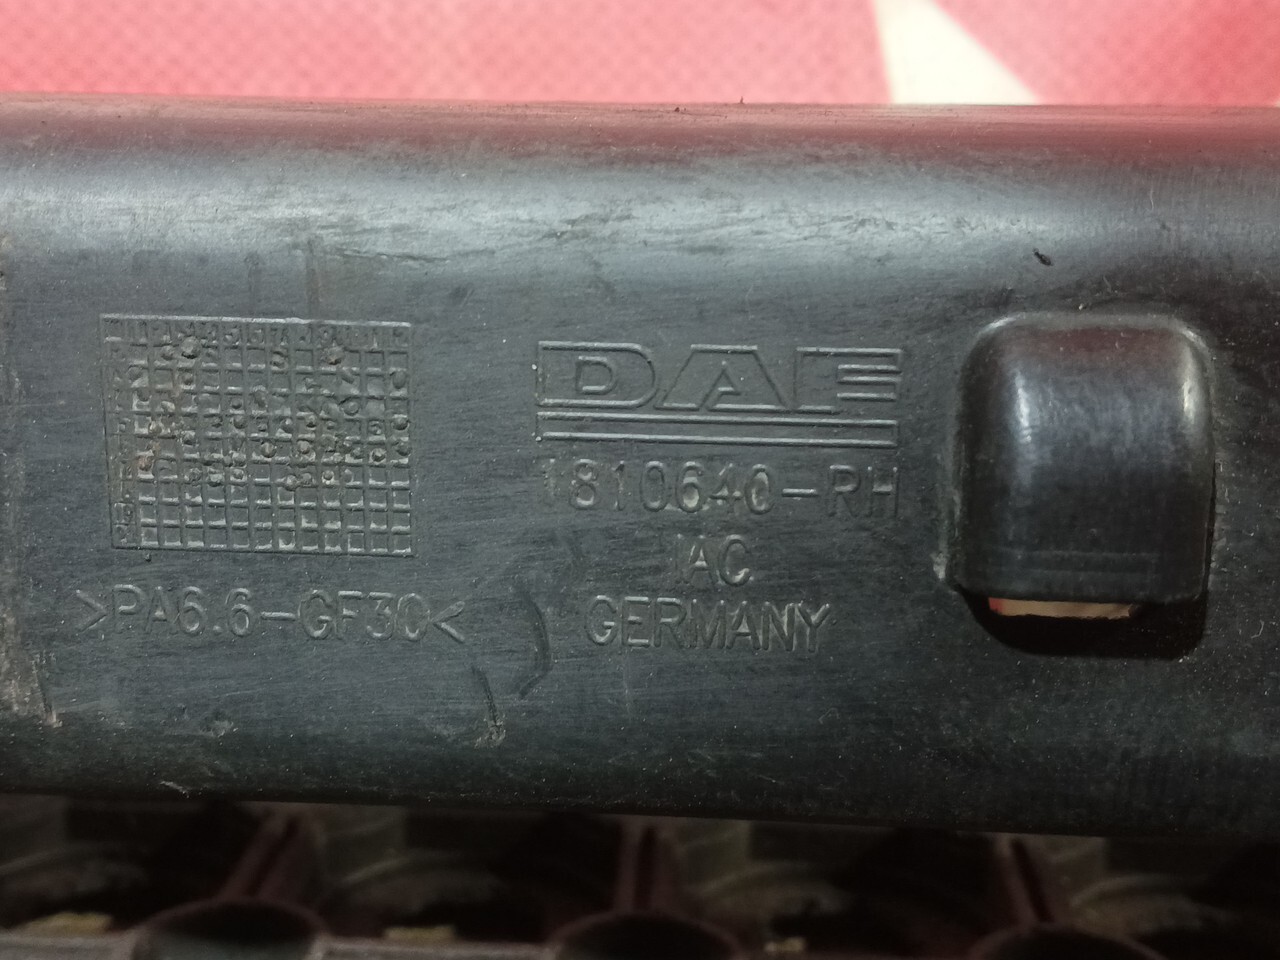 DAF
1810640-RH
IAC
GERMANY
>PA6.6-GF30<